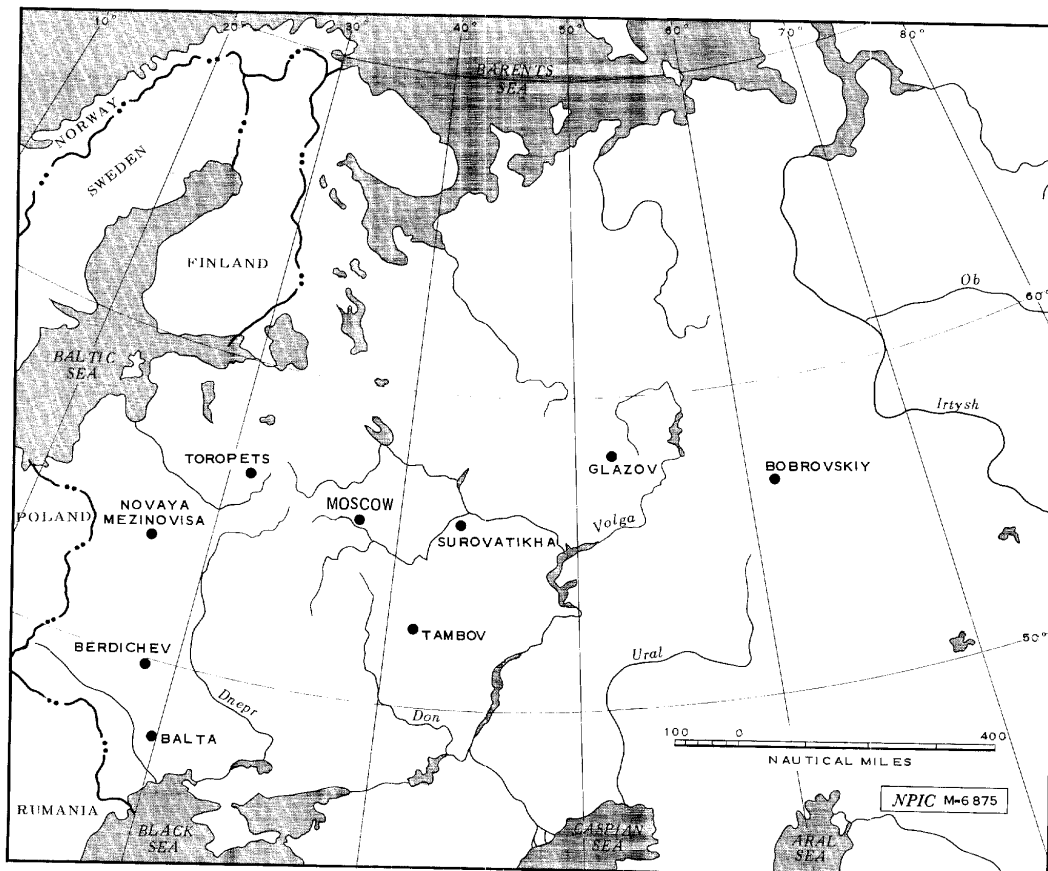 10°
20°
30°
40°
50°
60°
70°
80°
BARENTS
SEA
NORWAY
SWEDEN
FINLAND
Ob
60°
BALTIC
SEA
Irtysh
TOROPETS
GLAZOV
BOBROVSKIY
POLAND
NOVAYA
MEZINOVISA
MOSCOW
SUROVATIKHA
Volga
TAMBOV
BERDICHEV
Ural
50°
Dnepr
Don
BALTA
100 0 400
NAUTICAL MILES
RUMANIA
NPIC M-6875
BLACK
SEA
CASPIAN
SEA
ARAL
SEA